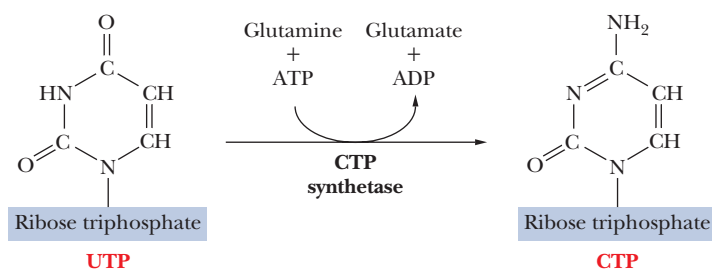 O
C
HN
CH
C
CH
O
N
Ribose triphosphate
UTP
Glutamine
+
ATP
Glutamate
+
ADP
CTP
synthetase
NH₂
C
N
CH
C
CH
O
N
Ribose triphosphate
CTP